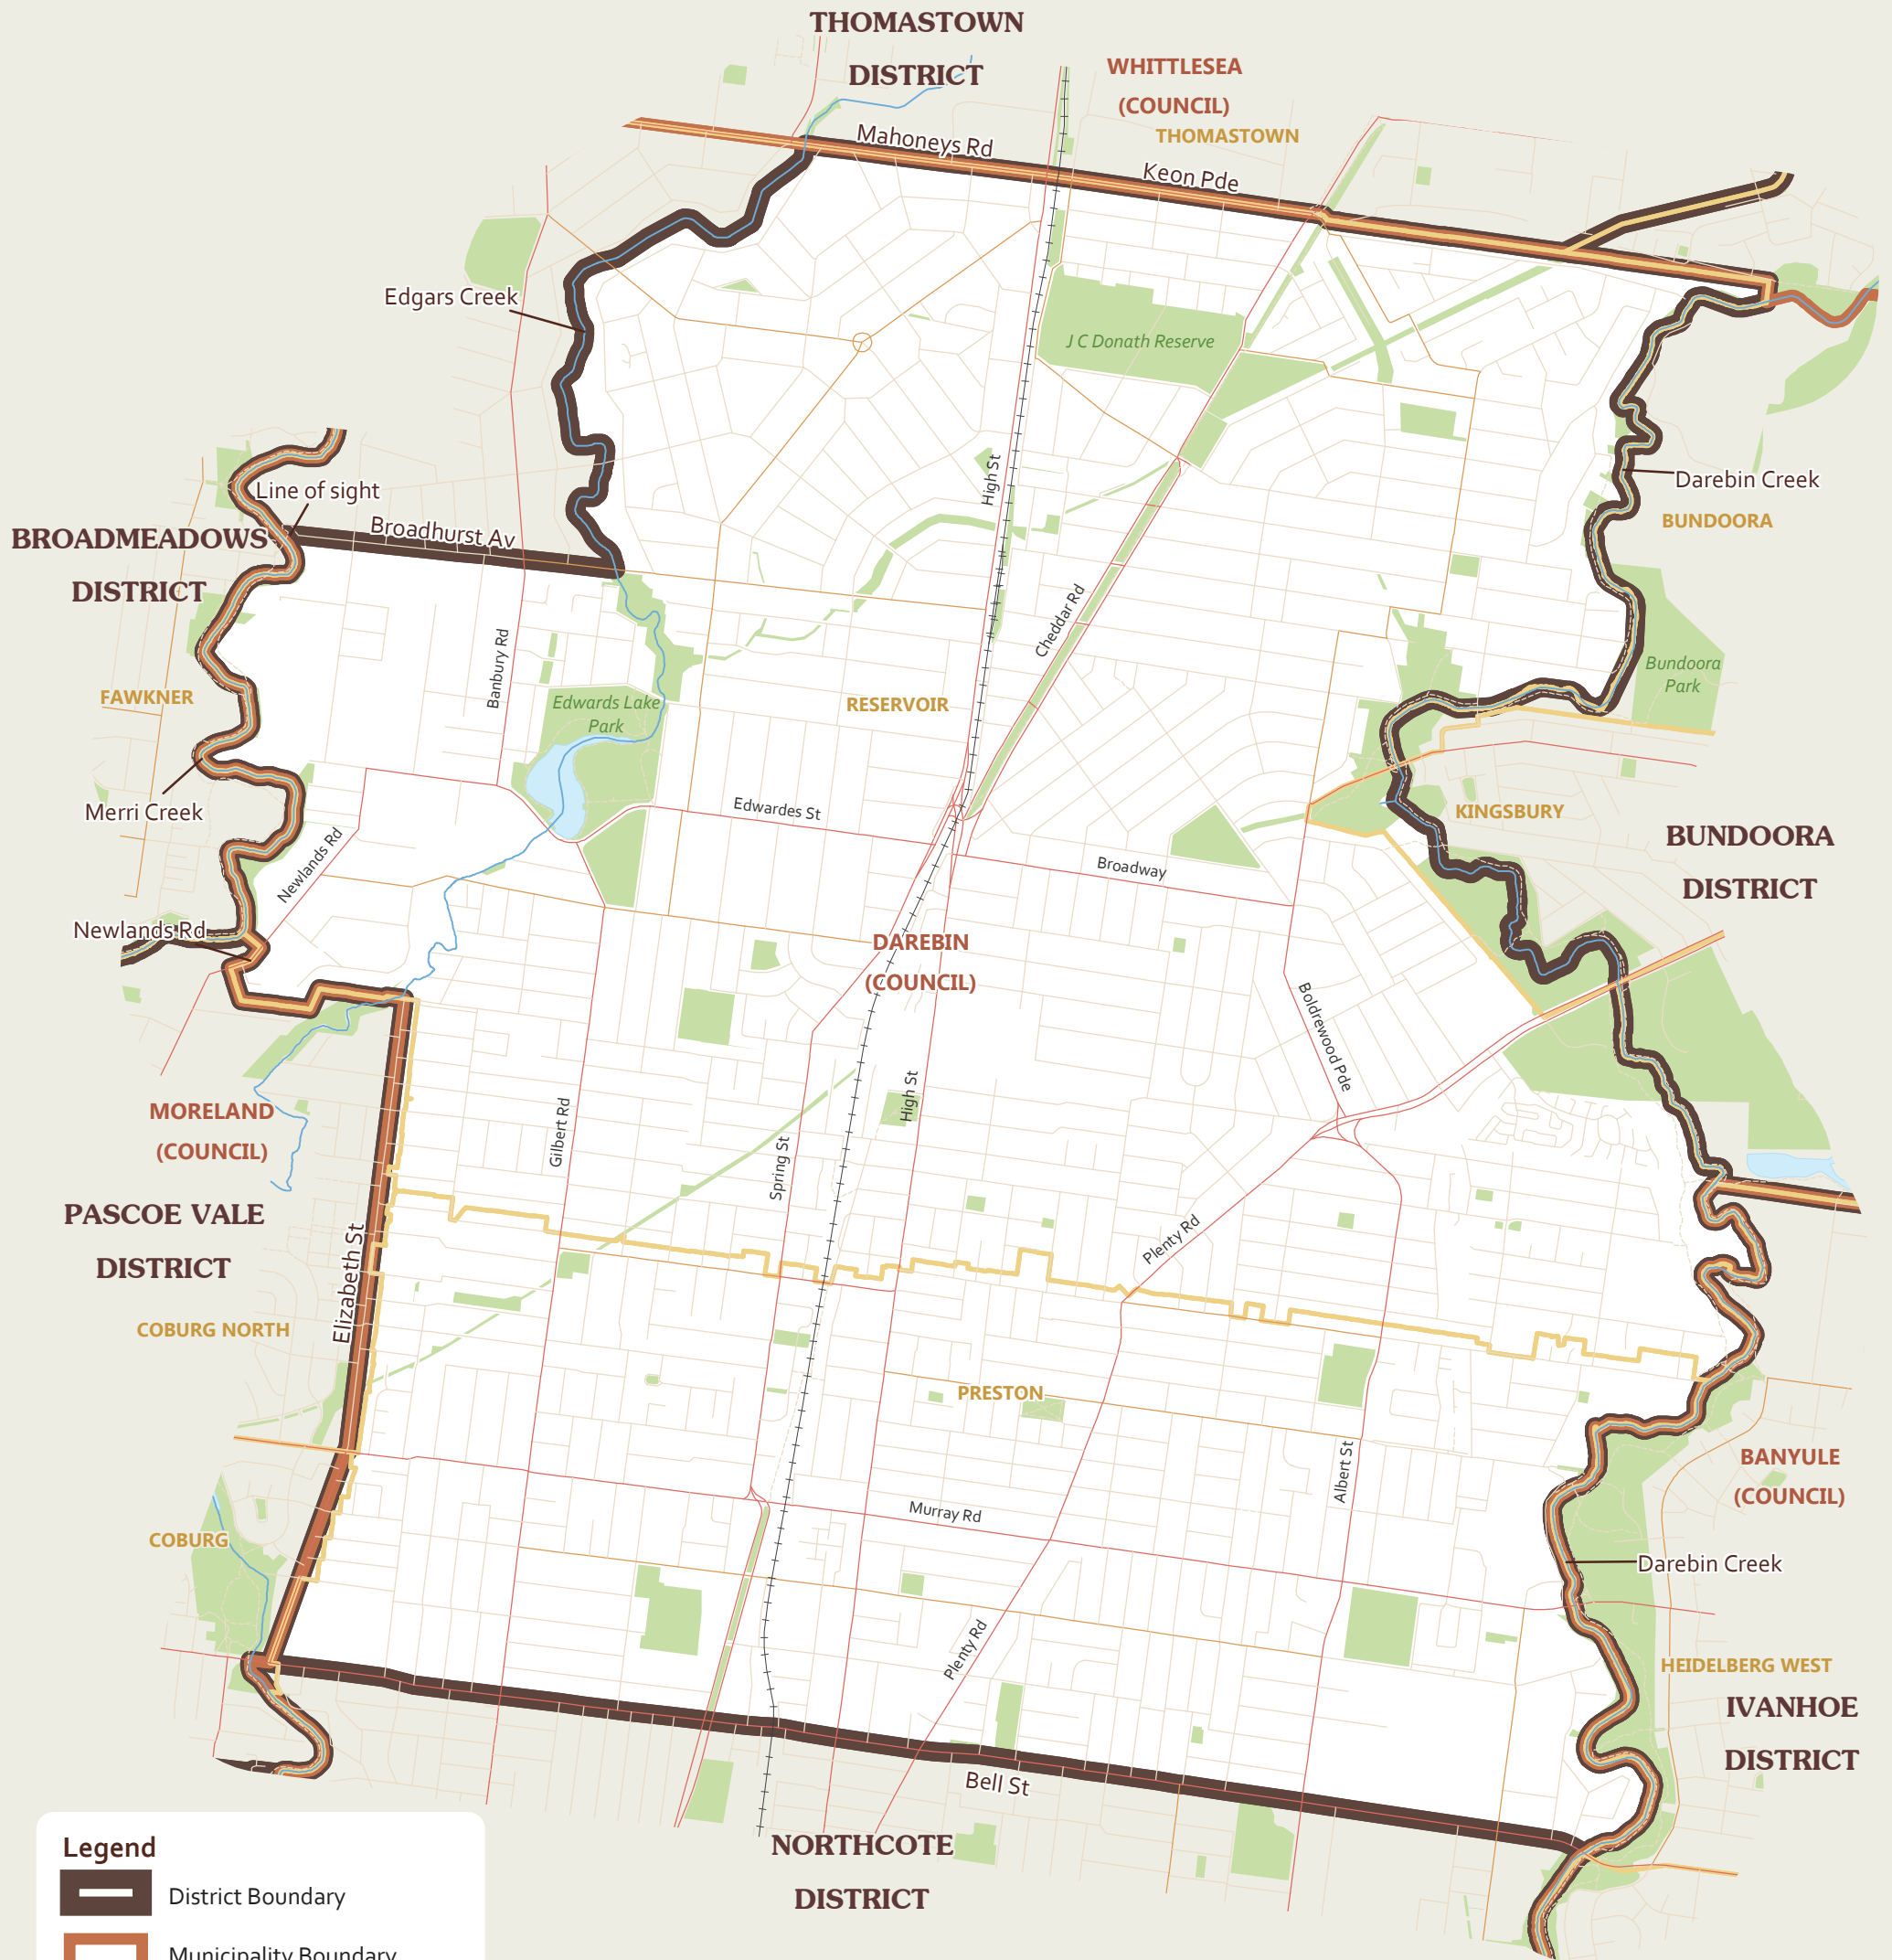 THOMASTOWN
DISTRICT
WHITTLESEA
(COUNCIL)
THOMASTOWN
Mahoneys Rd
Keon Pde
Edgars Creek
J C Donath Reserve
High St
Darebin Creek
BUNDOORA
Line of sight
Broadhurst Av
BROADMEADOWS
DISTRICT
Cheddar Rd
Banbury Rd
Bundoora
Park
FAWKNER
Edwards Lake
Park
RESERVOIR
Merri Creek
Edwardes St
KINGSBURY
Newlands Rd
Broadway
BUNDOORA
DISTRICT
Newlands Rd
DAREBIN
(COUNCIL)
Boldrewood Pde
MORELAND
(COUNCIL)
High St
Gilbert Rd
Spring St
PASCOE VALE
DISTRICT
Plenty Rd
Elizabeth St
COBURG NORTH
PRESTON
Albert St
BANYULE
(COUNCIL)
Murray Rd
COBURG
Darebin Creek
Plenty Rd
HEIDELBERG WEST
IVANHOE
DISTRICT
Bell St
NORTHCOTE
DISTRICT
Legend
District Boundary
Municipality Boundary